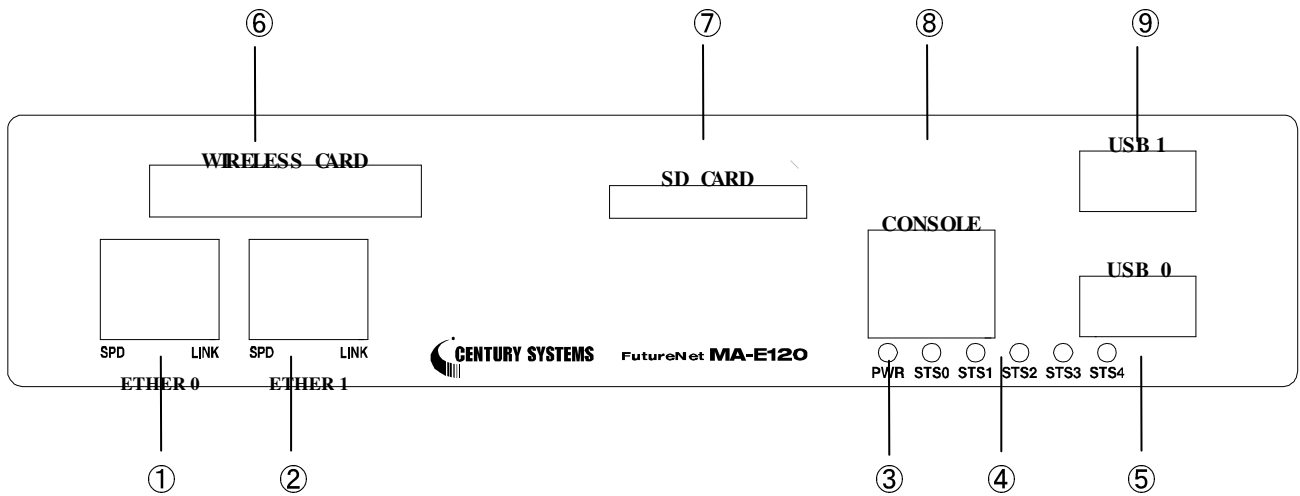 ⑥ ⑦ ⑧ ⑨
WIRELESS CARD
SD CARD
CONSOLE
USB 1
USB 0
SPD LINK
SPD LINK
ETHER 0
ETHER 1
CENTURY SYSTEMS
FutureNet MA-E120
PWR STS0 STS1 STS2 STS3 STS4
① ② ③ ④ ⑤